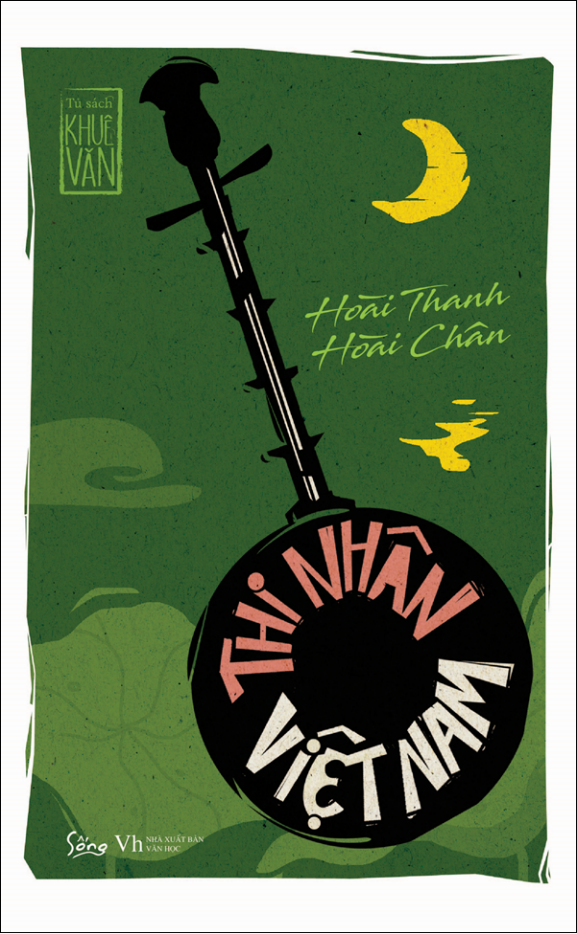 Tủ sách
KHUÊ
VĂN
Hoài Thanh
Hoài Chân
THI NHÂN
VIỆT NAM
Sống
Vh NHÀ XUẤT BẢN
VĂN HỌC